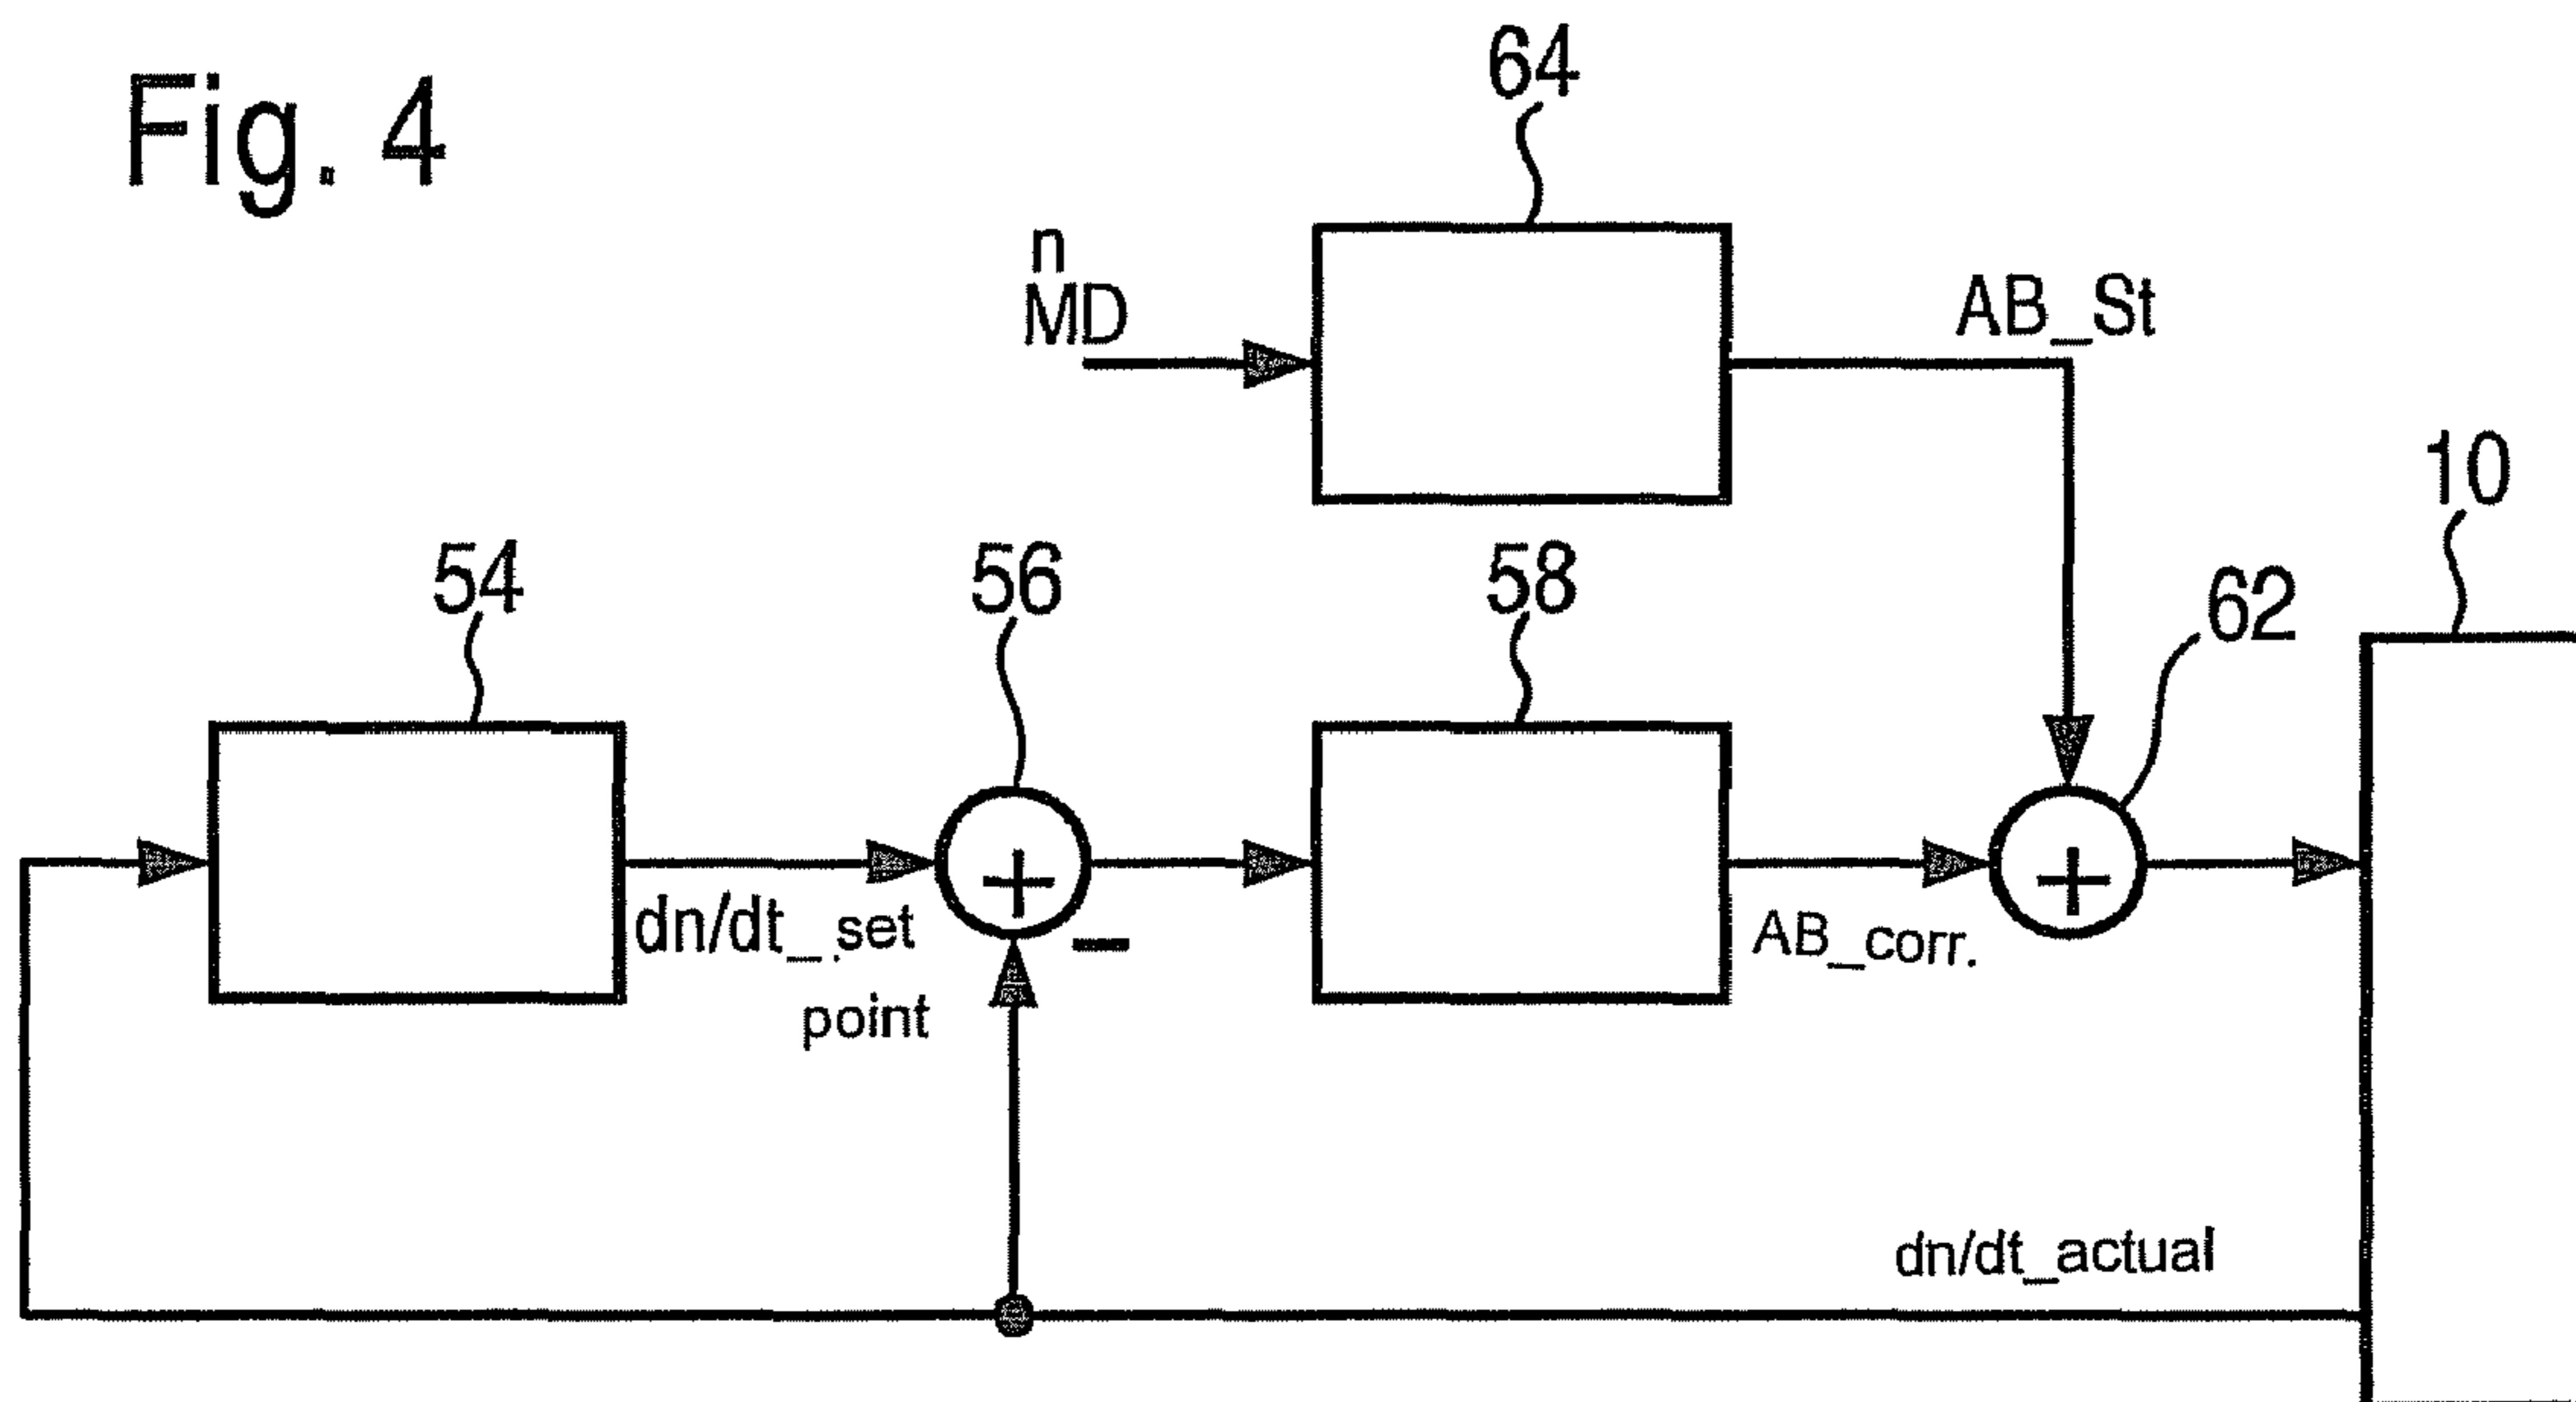 Fig. 4
64
n
MD
AB_St
10
54
56
58
62
+
+
dn/dt_ set
-
AB_corr.
point
dn/dt_actual